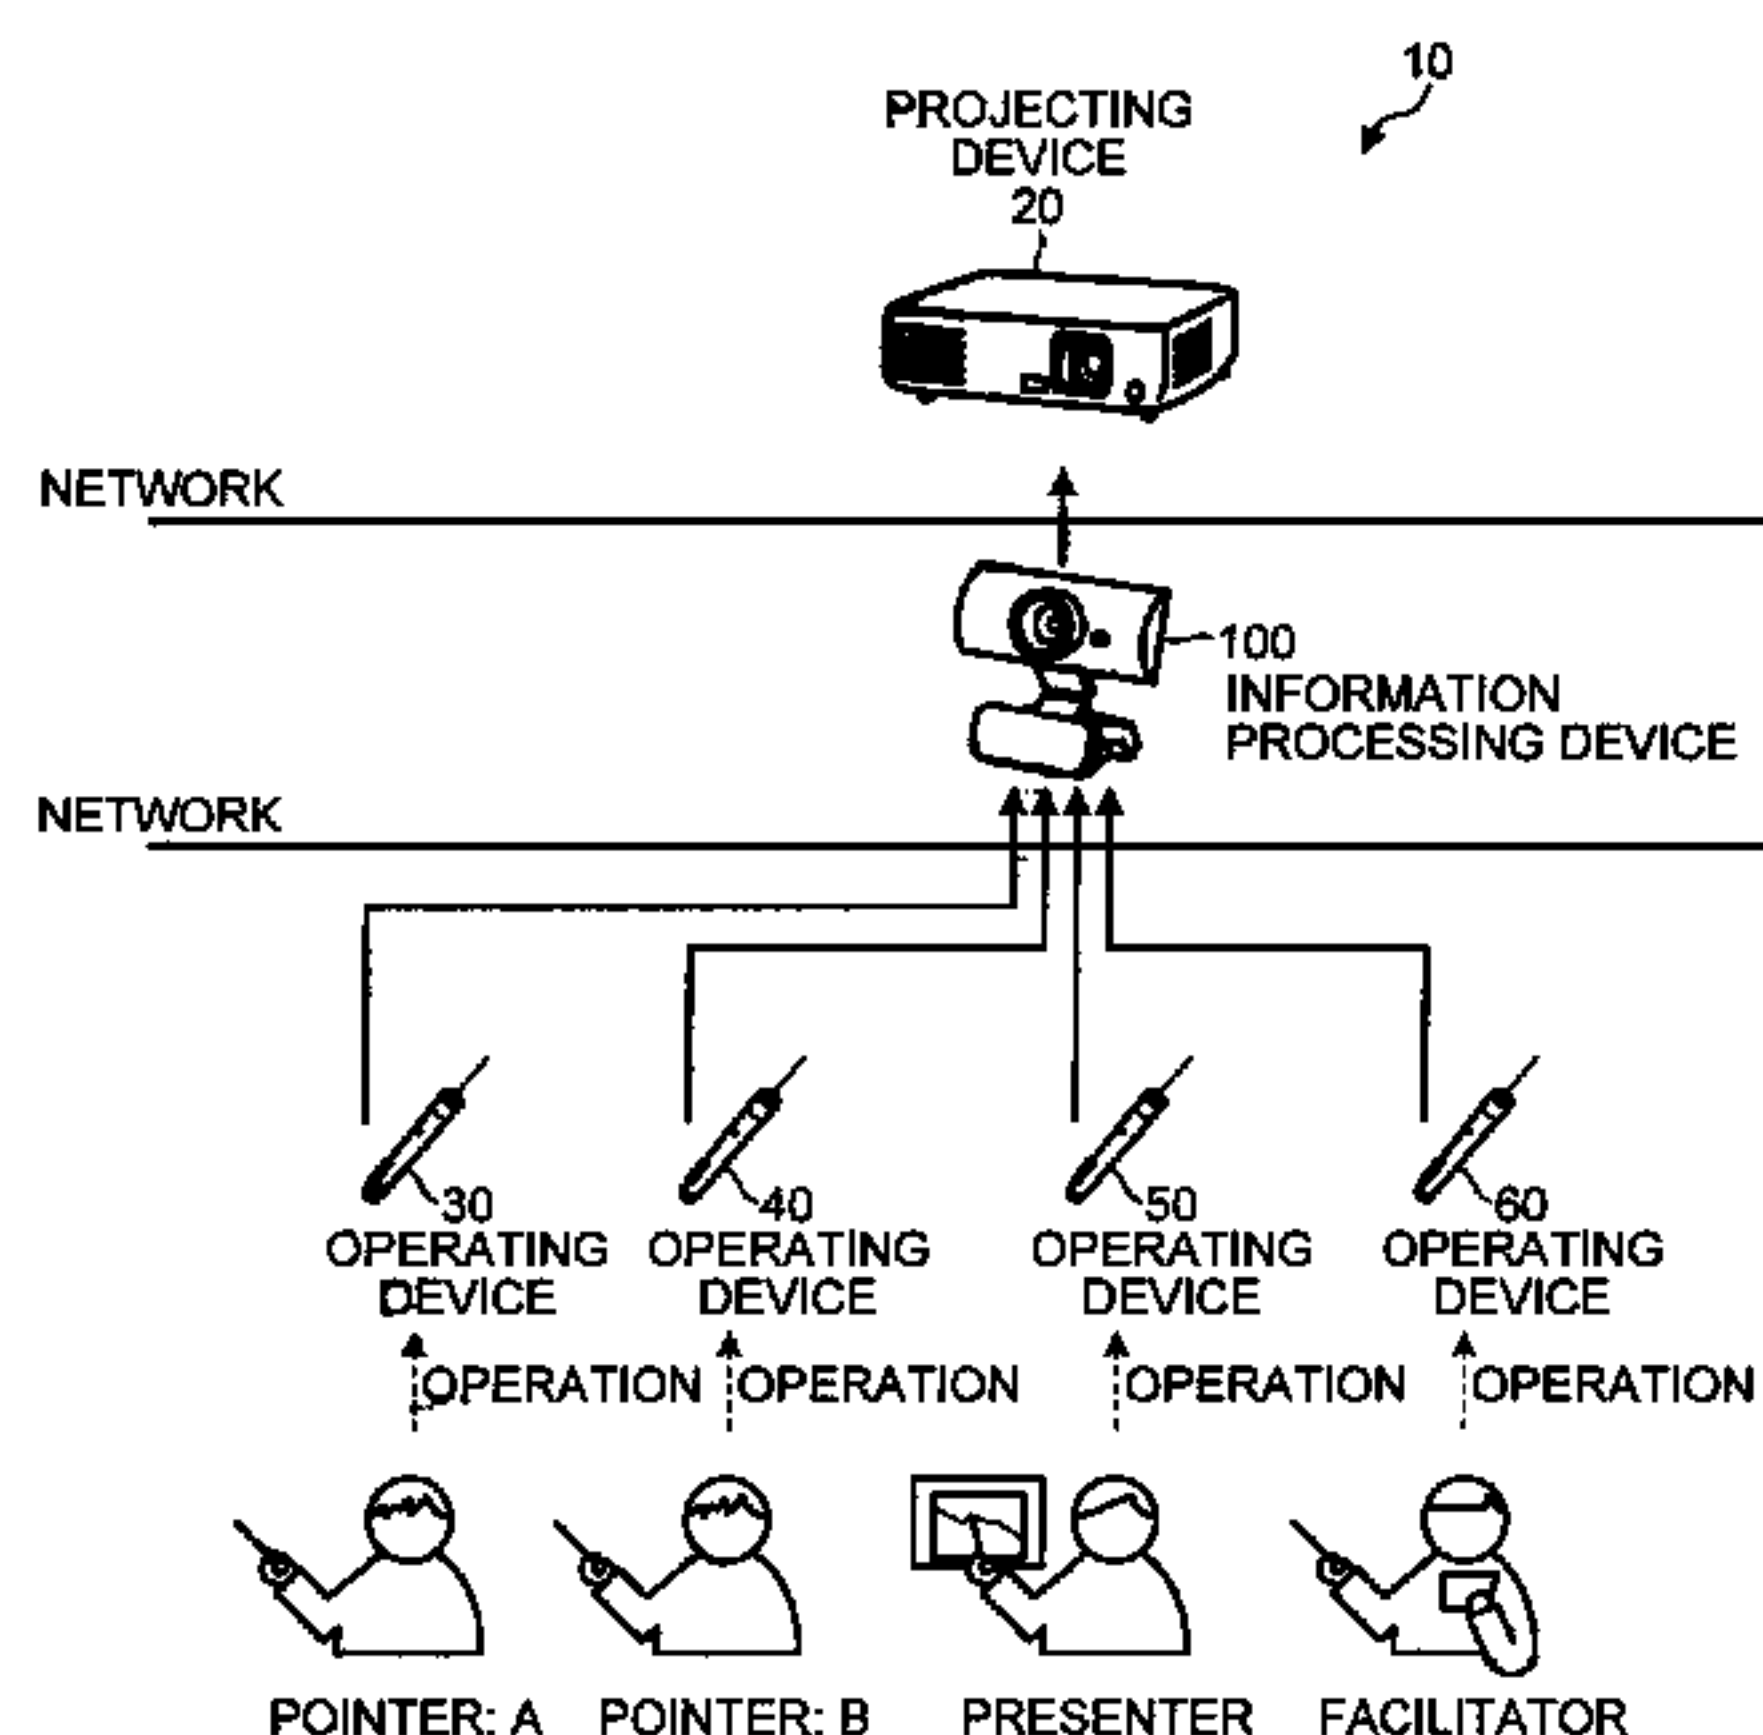 10
PROJECTING
DEVICE
20
NETWORK
100
INFORMATION
PROCESSING DEVICE
NETWORK
30
OPERATING
DEVICE
40
OPERATING
DEVICE
50
OPERATING
DEVICE
60
OPERATING
DEVICE
OPERATION
OPERATION
OPERATION
OPERATION
POINTER: A
POINTER: B
PRESENTER
FACILITATOR